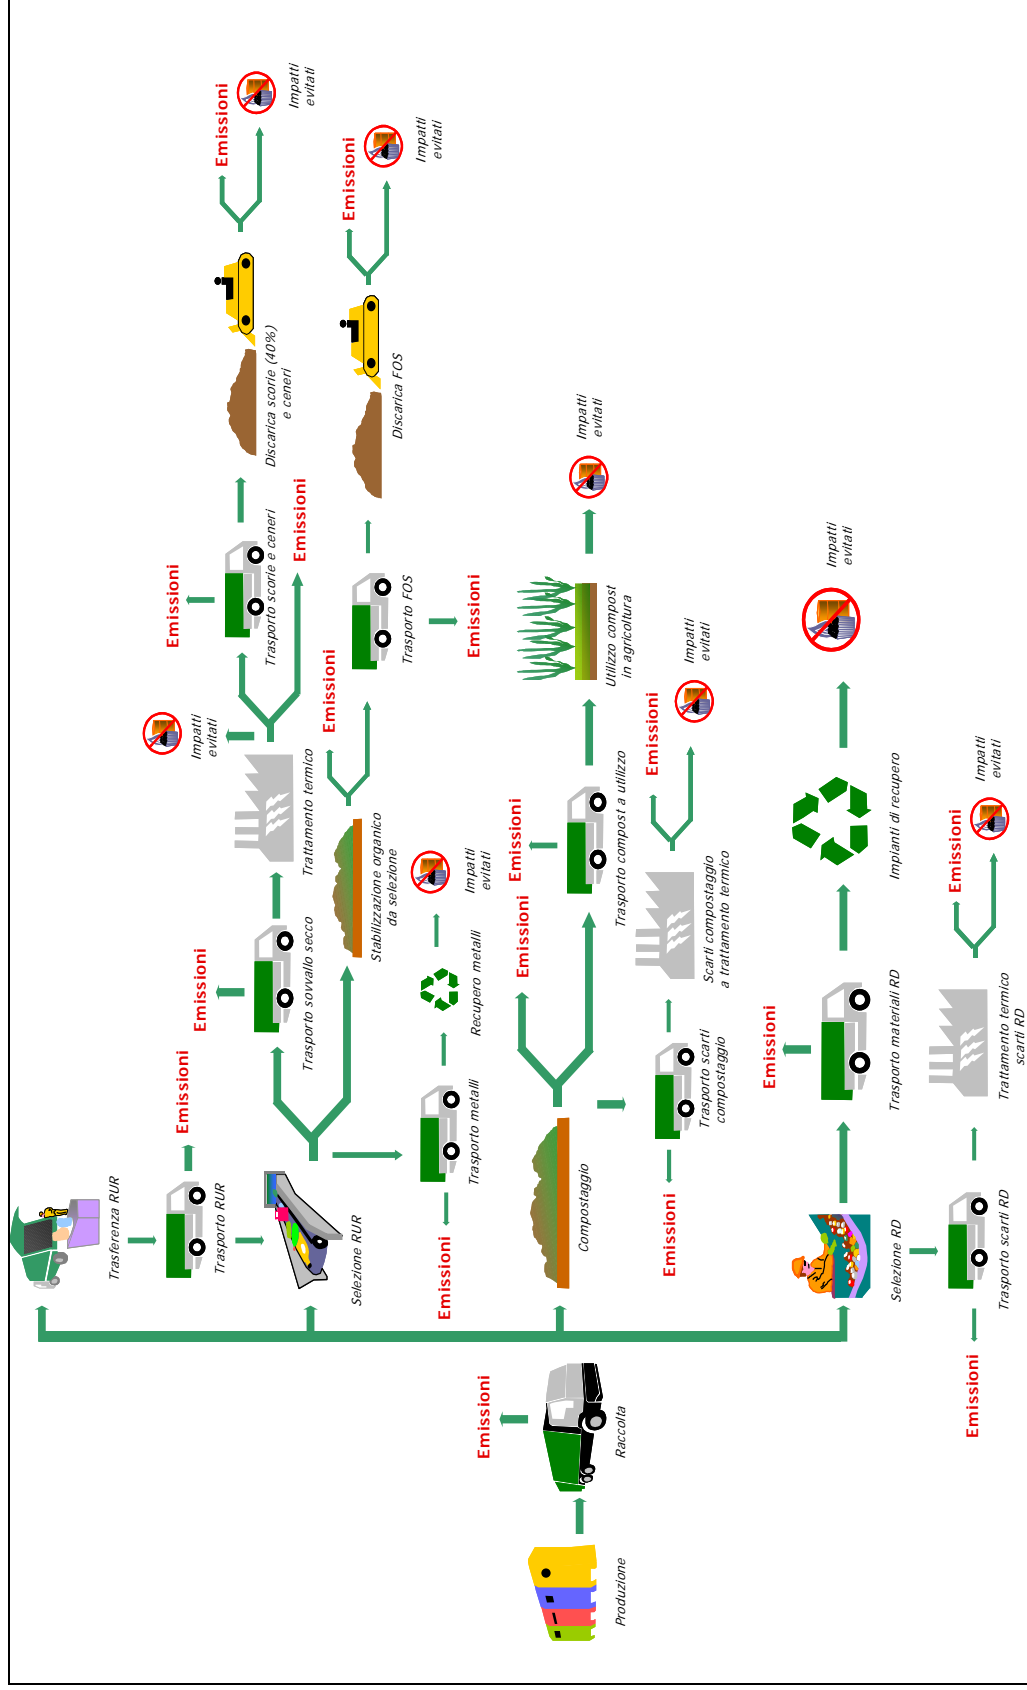 Produzione
Raccolta
Emissioni
Trasferenza RUR
Trasporto RUR
Emissioni
Selezione RUR
Trasporto sovvallo secco
Emissioni
Trattamento termico
Impatti
evitati
Trasporto scorie e ceneri
Emissioni
Emissioni
Discarica scorie (40%)
e ceneri
Emissioni
Impatti
evitati
Stabilizzazione organico
da selezione
Emissioni
Trasporto FOS
Emissioni
Discarica FOS
Emissioni
Impatti
evitati
Trasporto metalli
Emissioni
Recupero metalli
Impatti
evitati
Compostaggio
Emissioni
Trasporto compost a utilizzo
Emissioni
Utilizzo compost
in agricoltura
Impatti
evitati
Trasporto scarti
compostaggio
Emissioni
Scarti compostaggio
a trattamento termico
Emissioni
Impatti
evitati
Selezione RD
Trasporto materiali RD
Emissioni
Impianti di recupero
Impatti
evitati
Trasporto scarti RD
Emissioni
Trattamento termico
scarti RD
Emissioni
Impatti
evitati